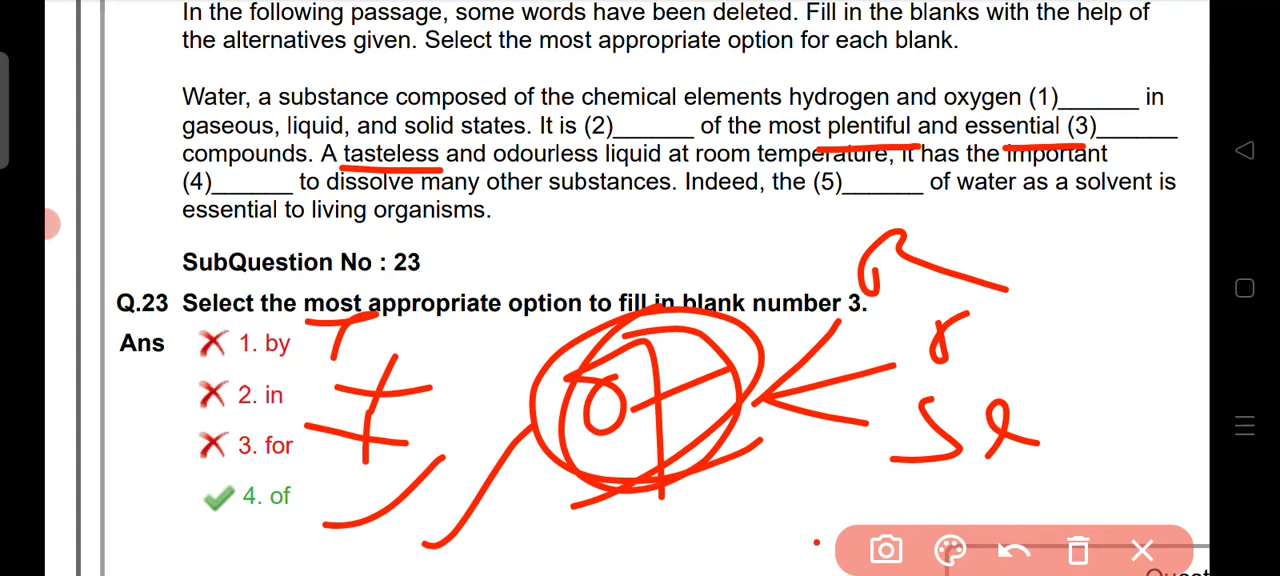 In the following passage, some words have been deleted. Fill in the blanks with the help of
the alternatives given. Select the most appropriate option for each blank.
Water, a substance composed of the chemical elements hydrogen and oxygen (1)______ in
gaseous, liquid, and solid states. It is (2)______ of the most plentiful and essential (3)______
compounds. A tasteless and odourless liquid at room temperature, it has the important
(4)______ to dissolve many other substances. Indeed, the (5)______ of water as a solvent is
essential to living organisms.
SubQuestion No : 23
Q.23 Select the most appropriate option to fill in blank number 3.
Ans 1. by
2. in
3. for
4. of
of